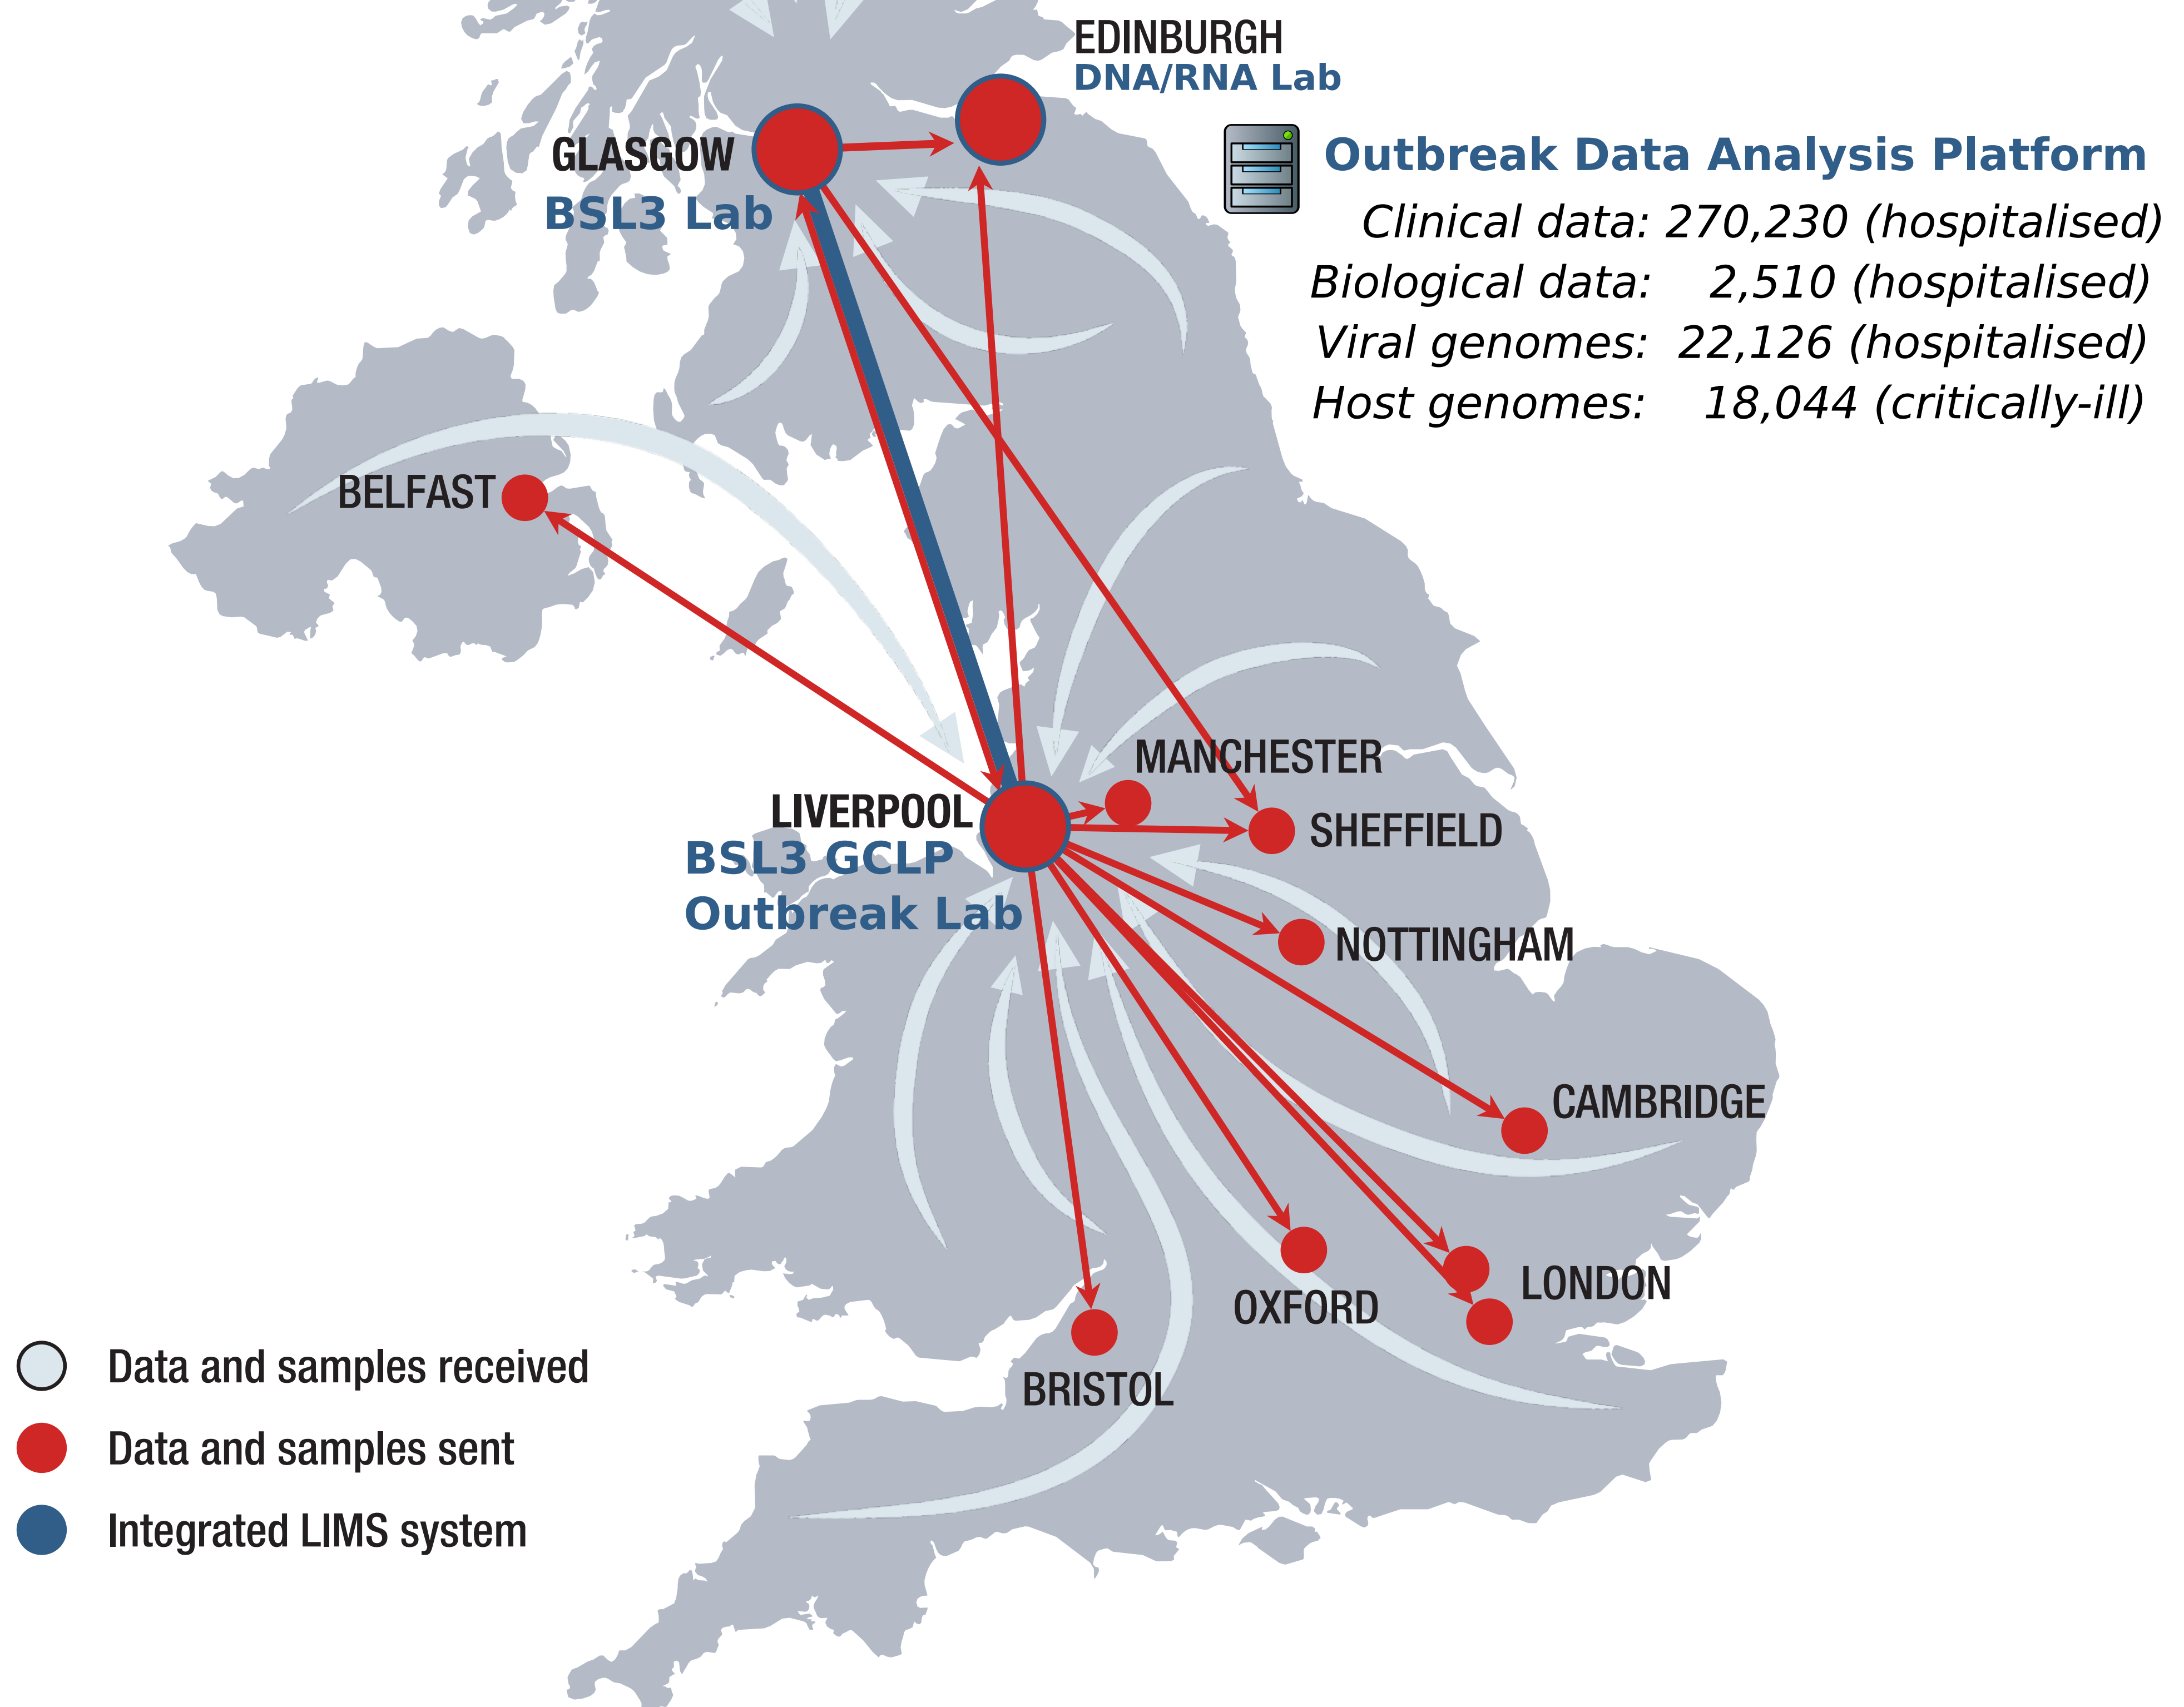 EDINBURGH
DNA/RNA Lab
GLASGOW
BSL3 Lab
Outbreak Data Analysis Platform
Clinical data: 270,230 (hospitalised)
Biological data: 2,510 (hospitalised)
Viral genomes: 22,126 (hospitalised)
Host genomes: 18,044 (critically-ill)
BELFAST
MANCHESTER
LIVERPOOL
BSL3 GCLP
Outbreak Lab
SHEFFIELD
NOTTINGHAM
CAMBRIDGE
LONDON
OXFORD
BRISTOL
Data and samples received
Data and samples sent
Integrated LIMS system